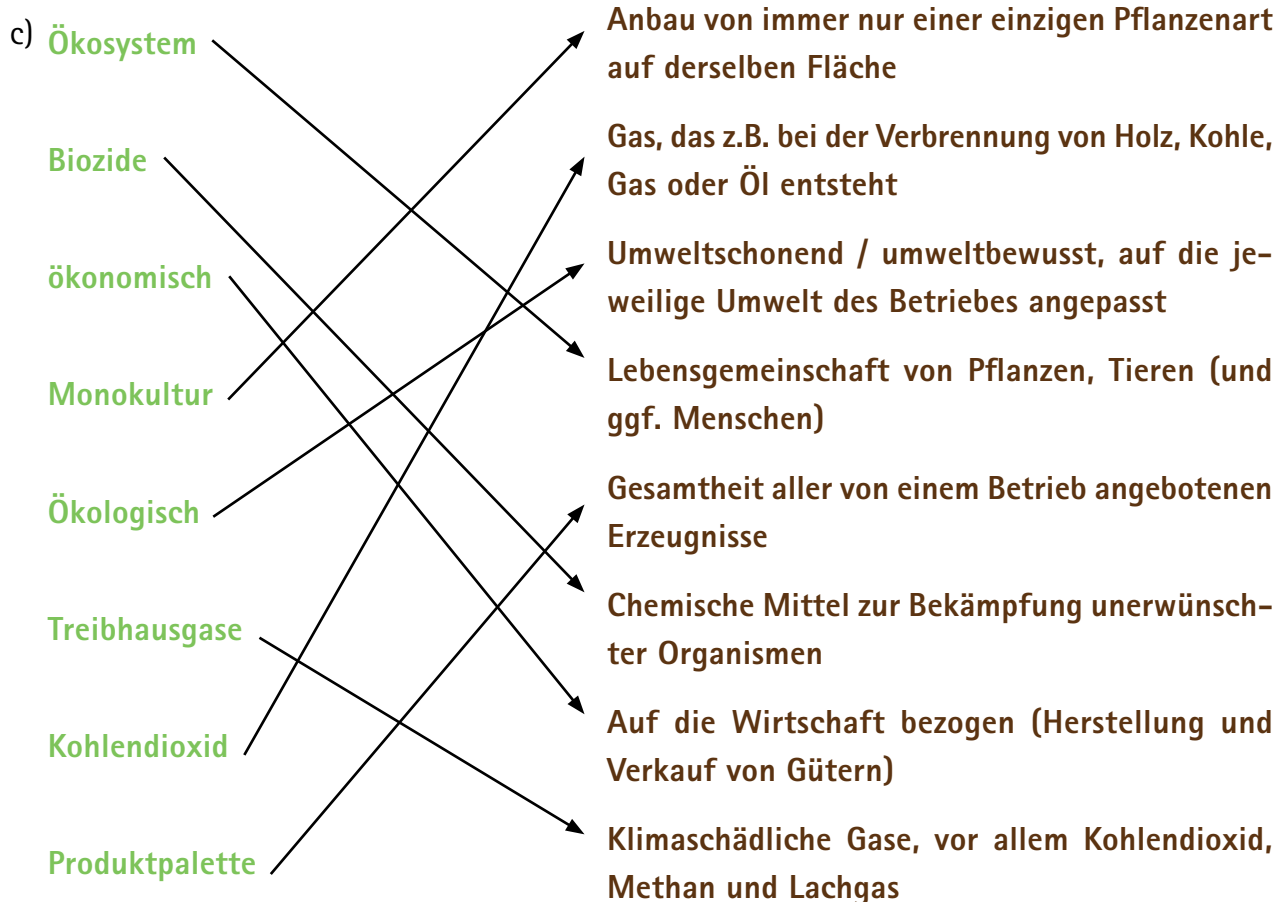 c) Ökosystem
Biozide
ökonomisch
Monokultur
Ökologisch
Treibhausgase
Kohlendioxid
Produktpalette
Anbau von immer nur einer einzigen Pflanzenart
auf derselben Fläche
Gas, das z.B. bei der Verbrennung von Holz, Kohle,
Gas oder Öl entsteht
Umweltschonend / umweltbewusst, auf die je-
weilige Umwelt des Betriebes angepasst
Lebensgemeinschaft von Pflanzen, Tieren (und
ggf. Menschen)
Gesamtheit aller von einem Betrieb angebotenen
Erzeugnisse
Chemische Mittel zur Bekämpfung unerwünsch-
ter Organismen
Auf die Wirtschaft bezogen (Herstellung und
Verkauf von Gütern)
Klimaschädliche Gase, vor allem Kohlendioxid,
Methan und Lachgas